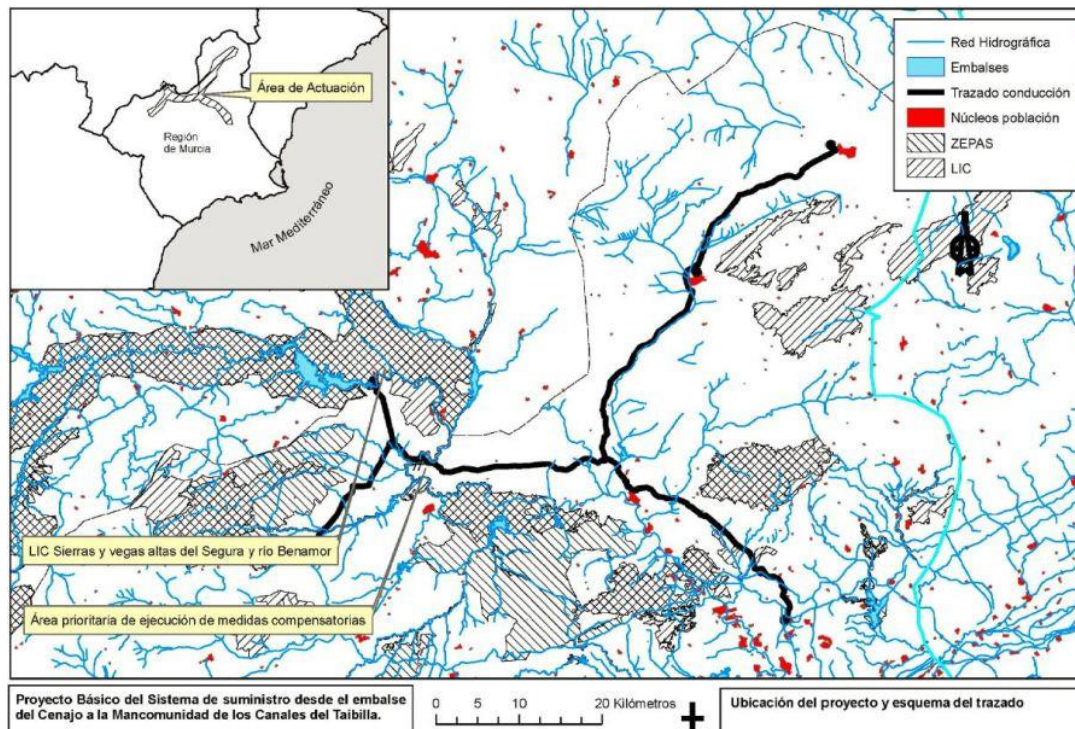 Área de Actuación
Región
de Murcia
Mar Mediterráneo
Red Hidrográfica
Embalses
Trazado conducción
Núcleos población
ZEPAS
LIC
LIC Sierras y vegas altas del Segura y río Benamor
Área prioritaria de ejecución de medidas compensatorias
Proyecto Básico del Sistema de suministro desde el embalse
del Cenajo a la Mancomunidad de los Canales del Taibilla.
0 5 10 20 Kilómetros
Ubicación del proyecto y esquema del trazado